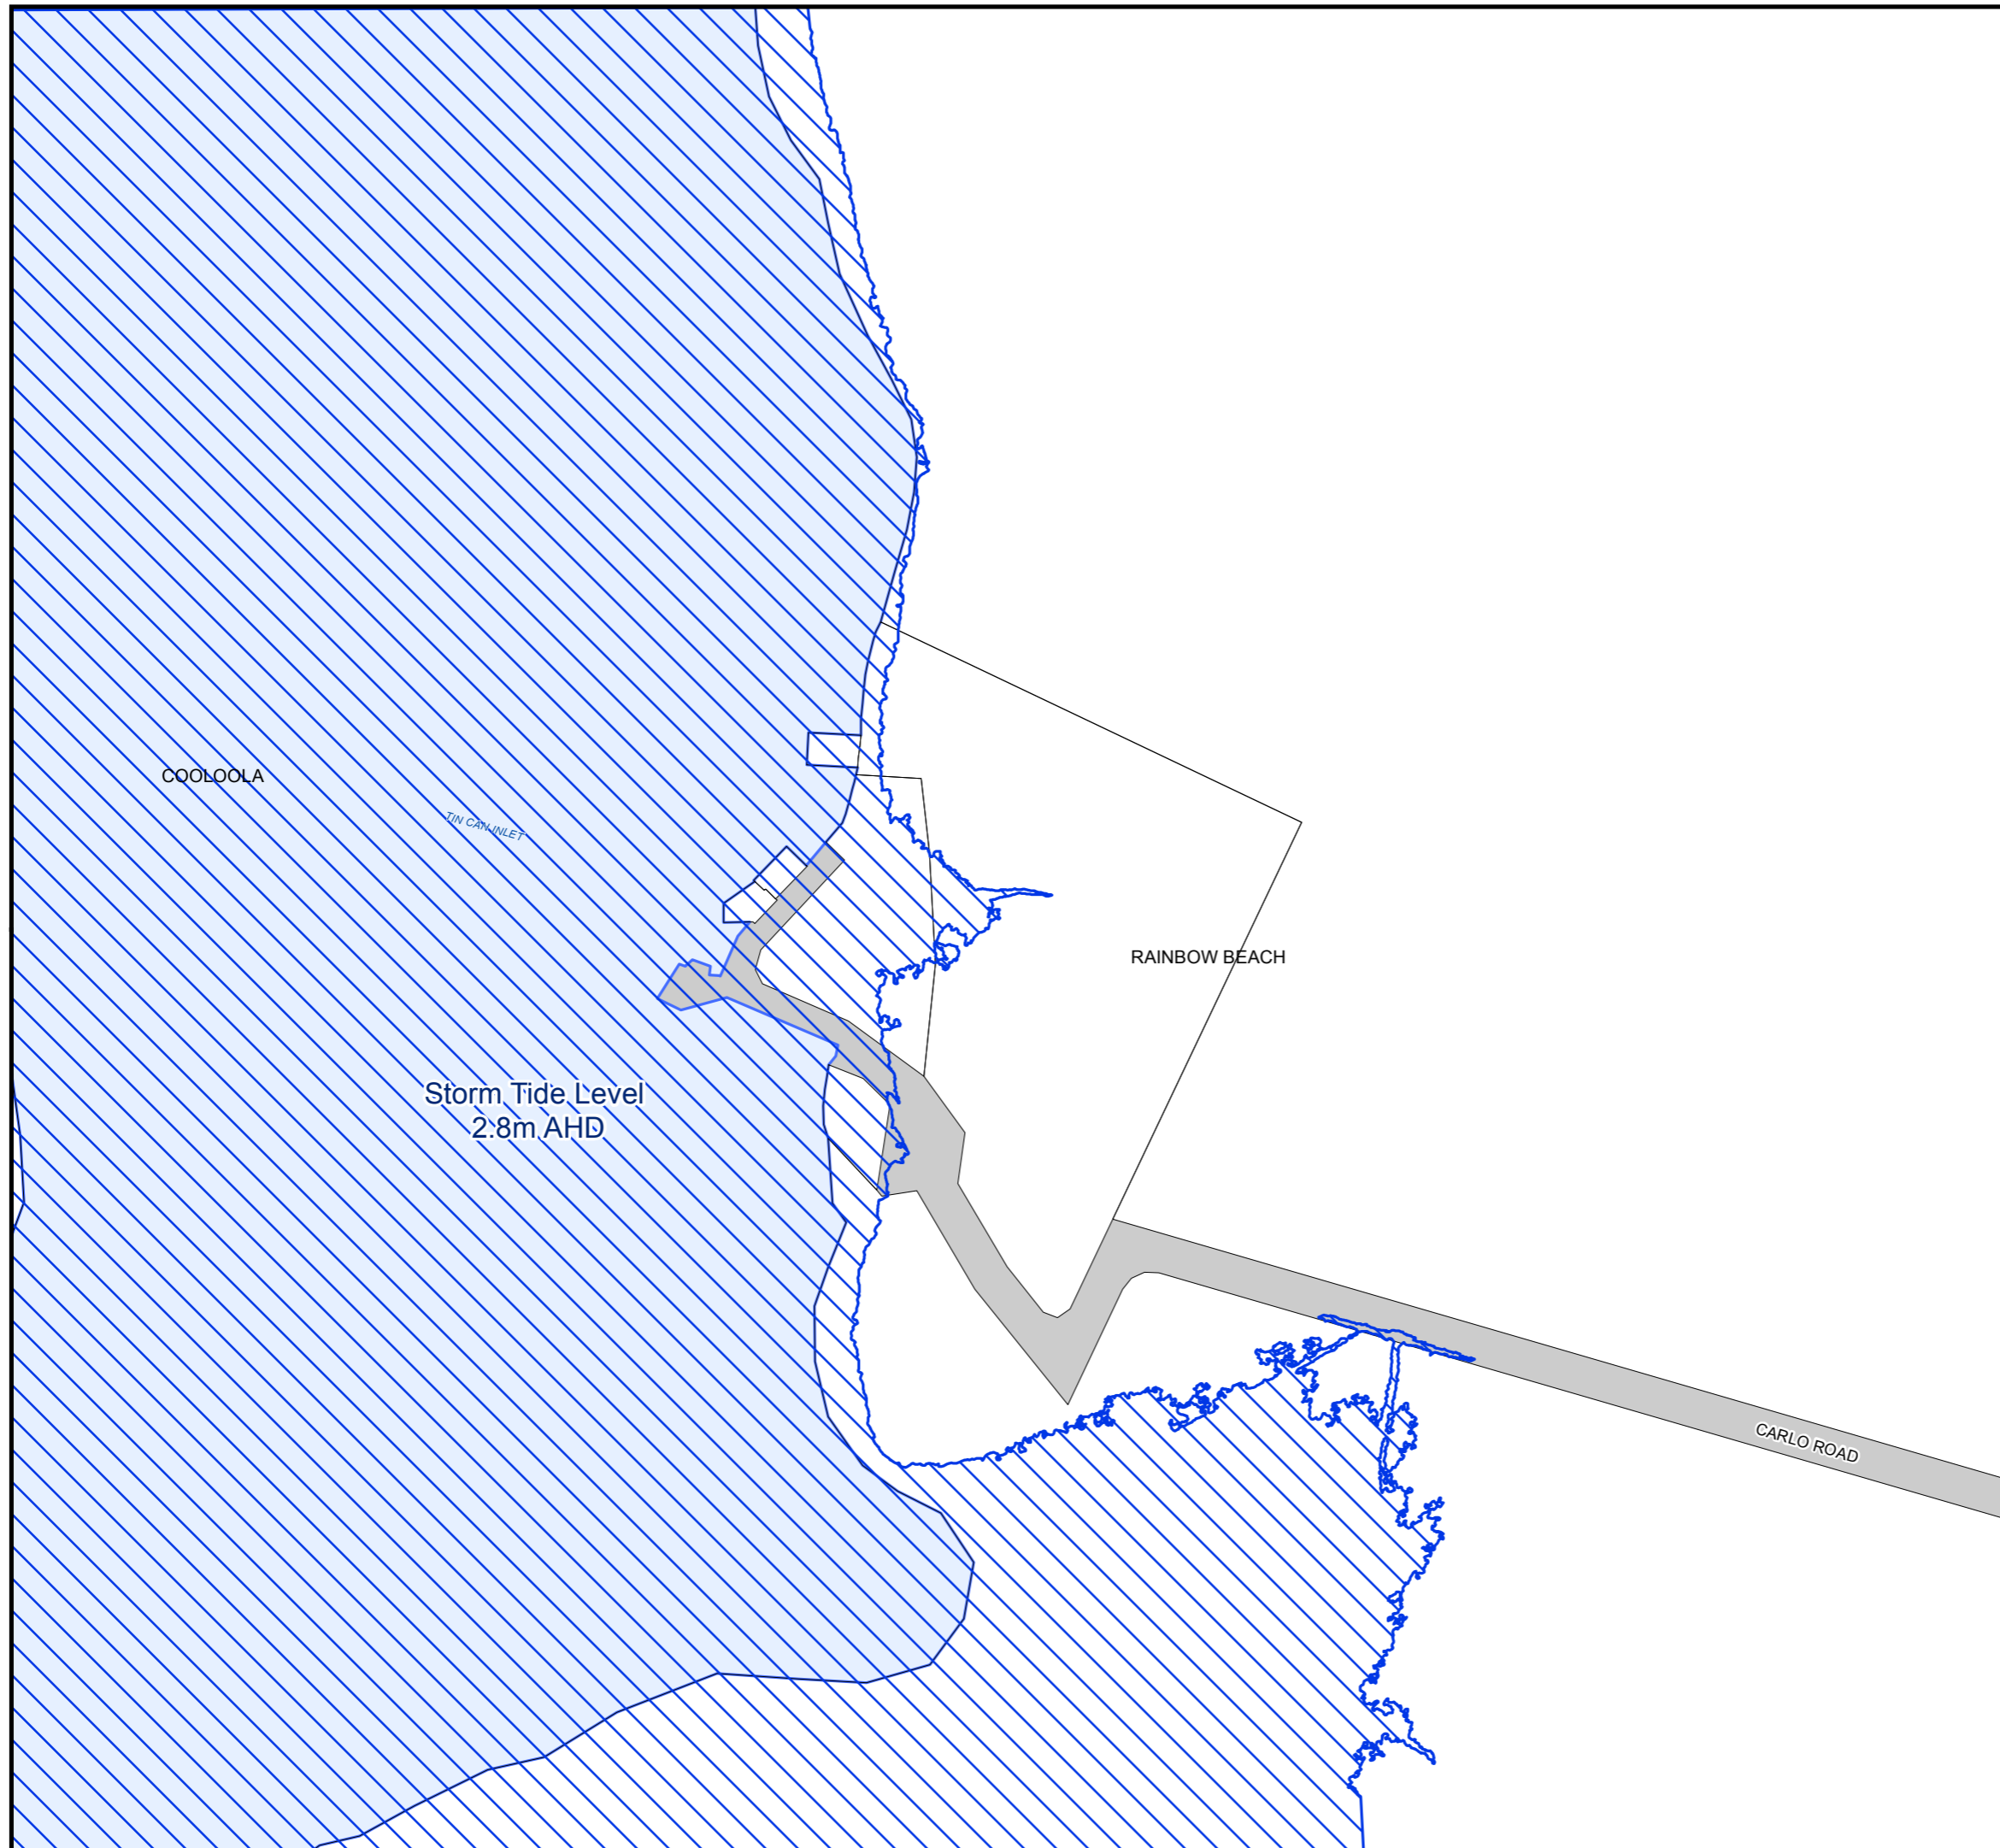 COOLOOLA
TIN CAN INLET
RAINBOW BEACH
Storm Tide Level
2.8m AHD
CARLO ROAD